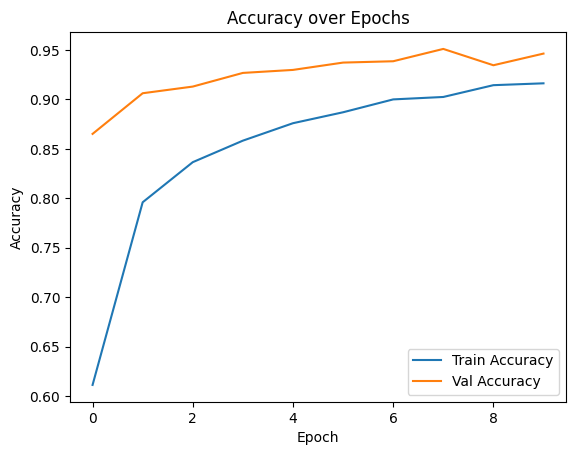 Accuracy over Epochs
Accuracy
0.95
0.90
0.85
0.80
0.75
0.70
0.65
0.60
0 2 4 6 8
Epoch
Train Accuracy
Val Accuracy